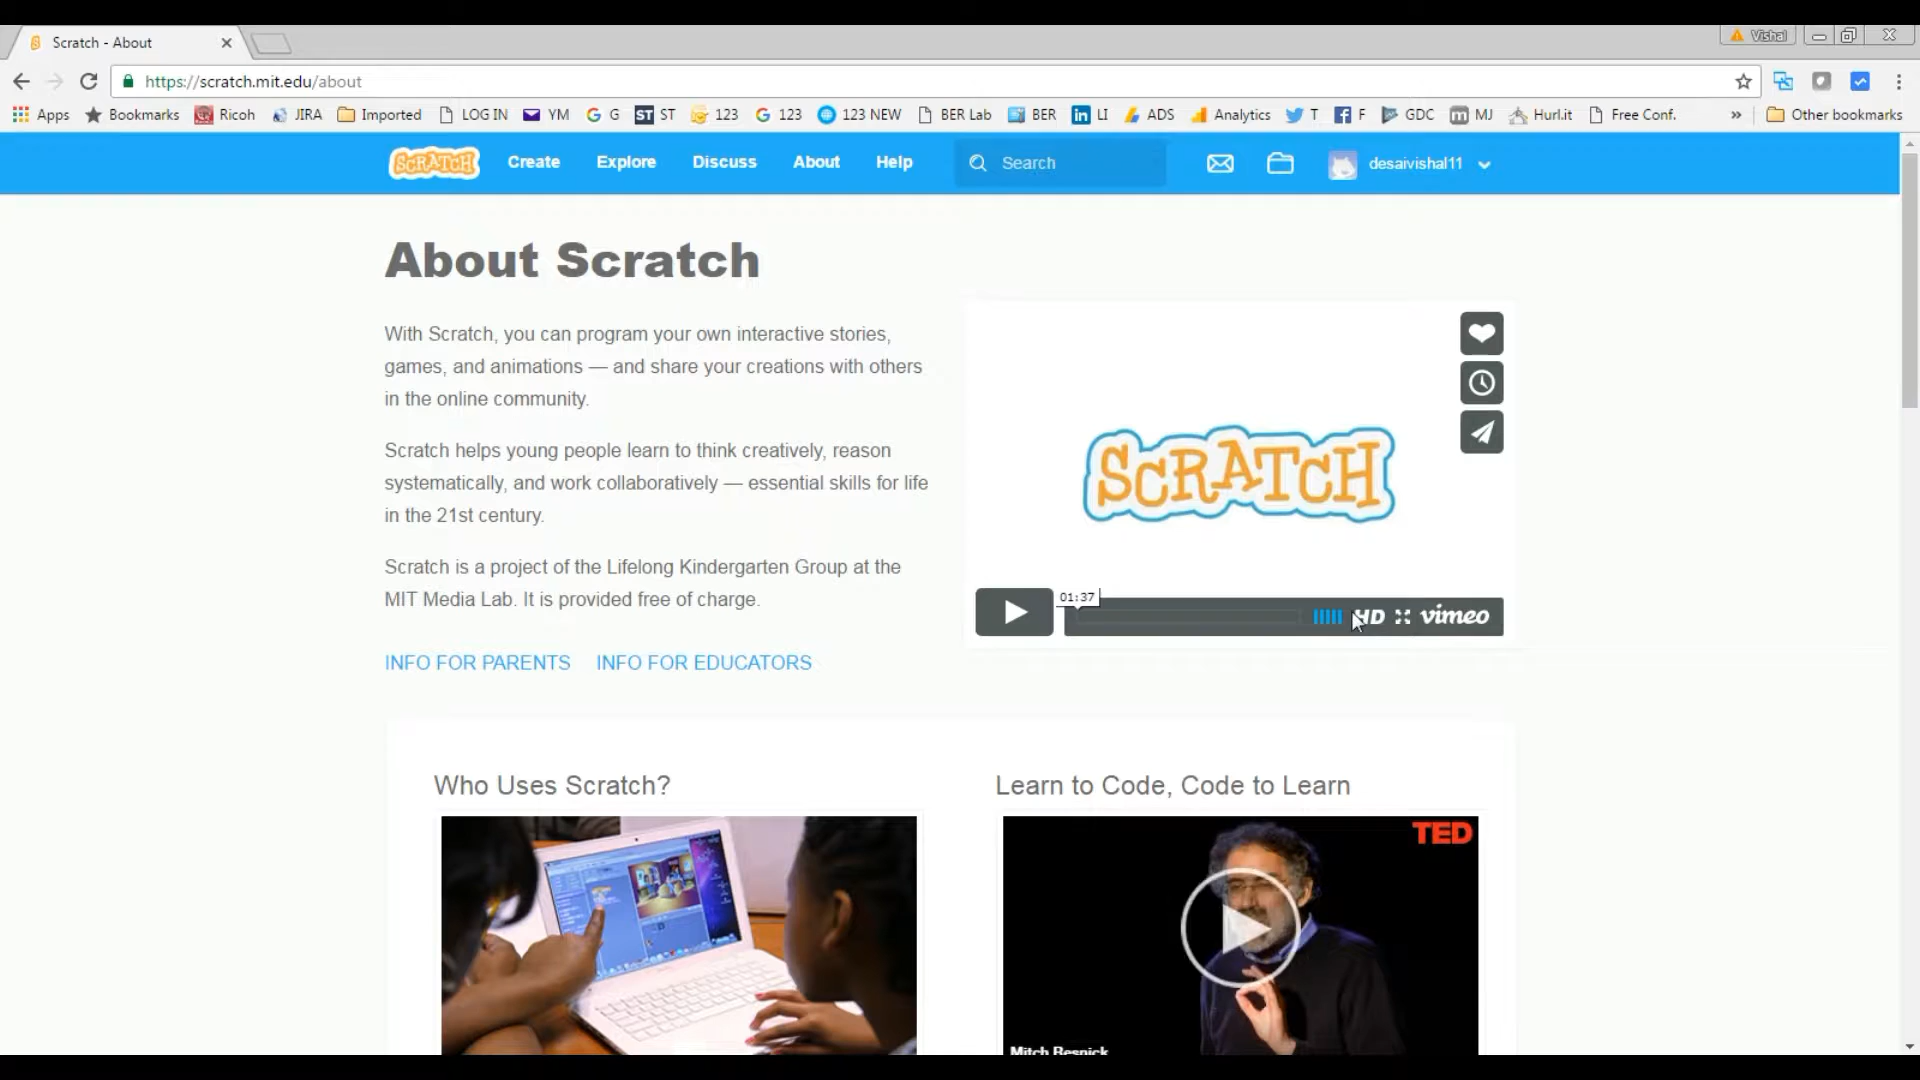 Scratch - About
Vishal
https://scratch.mit.edu/about
Apps Bookmarks Ricoh JIRA Imported LOG IN YM G G ST ST 123 G 123 123 NEW BER Lab BER in LI ADS Analytics T F GDC m MJ Hurl.it Free Conf. » Other bookmarks
SCRATCH Create Explore Discuss About Help Search desaivishal11
About Scratch
With Scratch, you can program your own interactive stories,
games, and animations — and share your creations with others
in the online community.
Scratch helps young people learn to think creatively, reason
systematically, and work collaboratively — essential skills for life
in the 21st century.
Scratch is a project of the Lifelong Kindergarten Group at the
MIT Media Lab. It is provided free of charge.
INFO FOR PARENTS INFO FOR EDUCATORS
SCRATCH
01:37
HD vimeo
Who Uses Scratch?
Learn to Code, Code to Learn
TED
Mitch Resnick